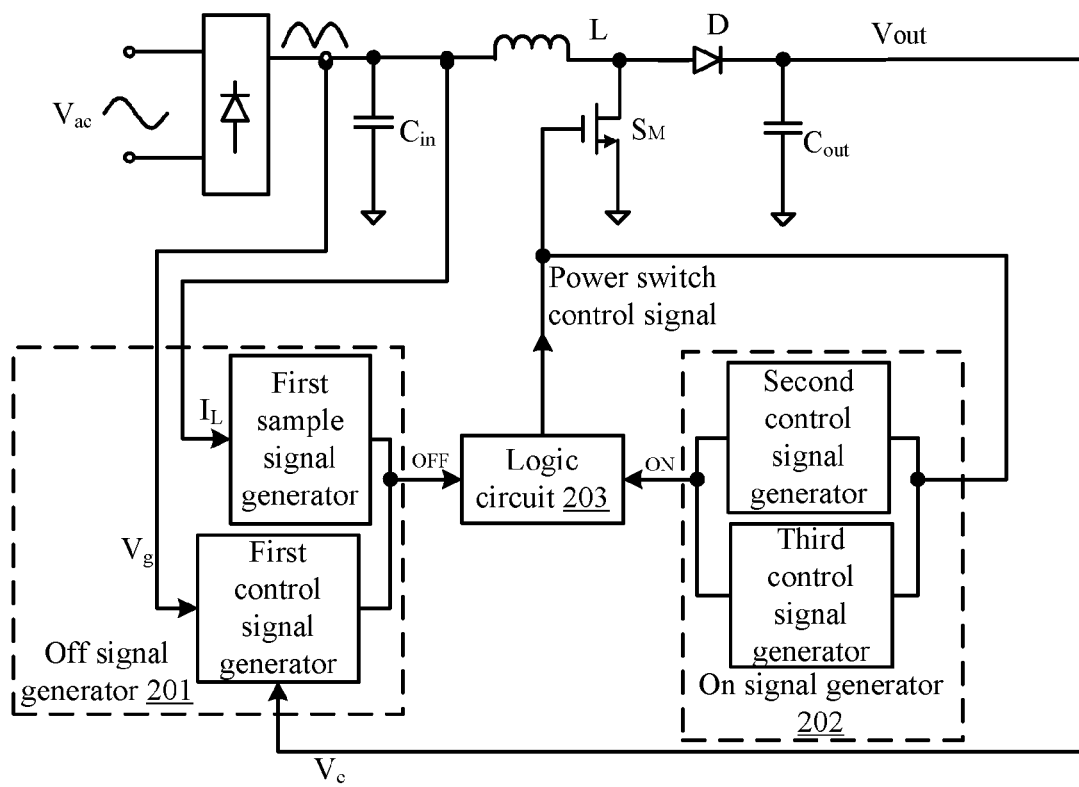 L
D
Vout
Vac
Cin
SM
Cout
Power switch
control signal
First
sample
signal
generator
IL
Second
control
signal
generator
OFF
Logic
circuit 203
ON
Vg
First
control
signal
generator
Third
control
signal
generator
Off signal
generator 201
On signal generator
202
Vc